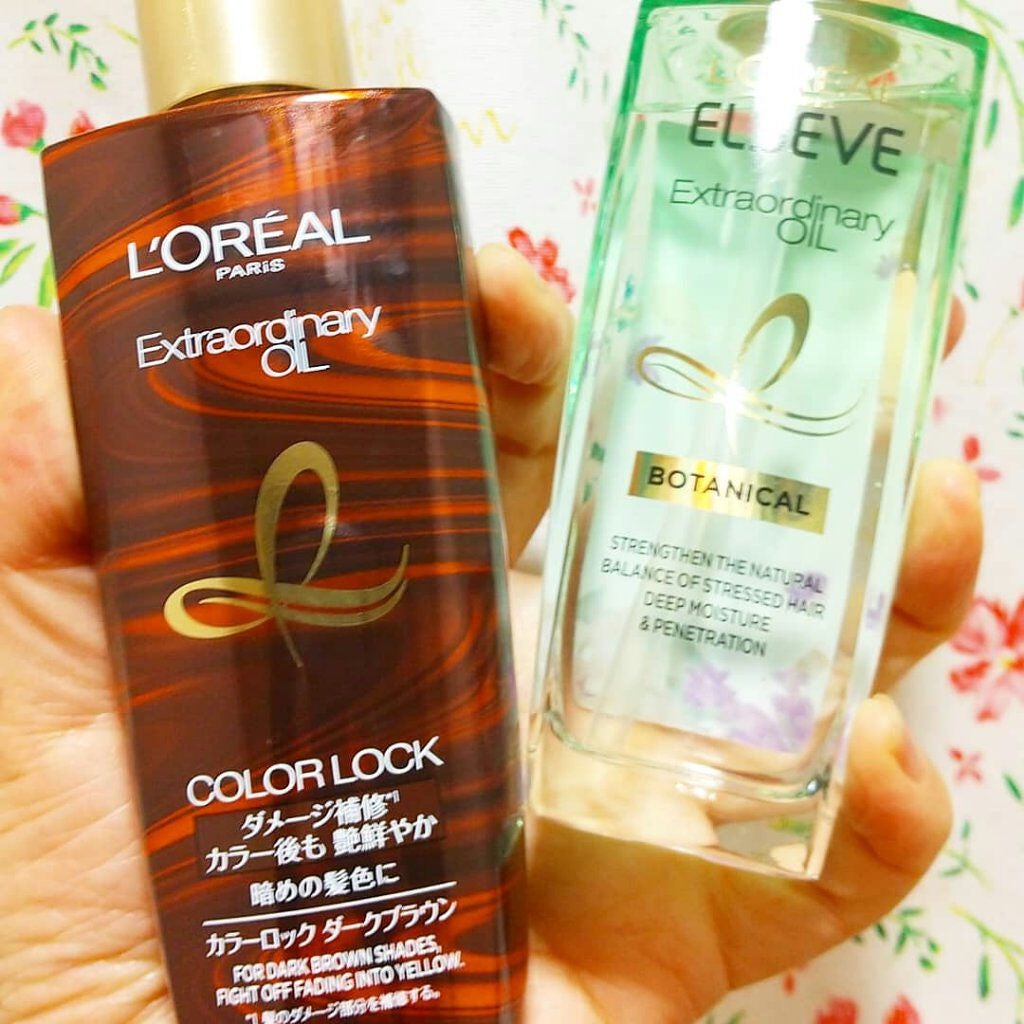 L'ORÉAL
PARIS
Extraordinary
OIL
COLOR LOCK
ダメージ補修*1
カラー後も 艶鮮やか
暗めの髪色に
カラーロック ダークブラウン
FOR DARK BROWN SHADES,
FIGHT OFF FADING INTO YELLOW.
*1 髪のダメージ部分を補修する。
ELSEVE
Extraordinary
OIL
BOTANICAL
STRENGTHEN THE NATURAL
BALANCE OF STRESSED HAIR
DEEP MOISTURE
& PENETRATION